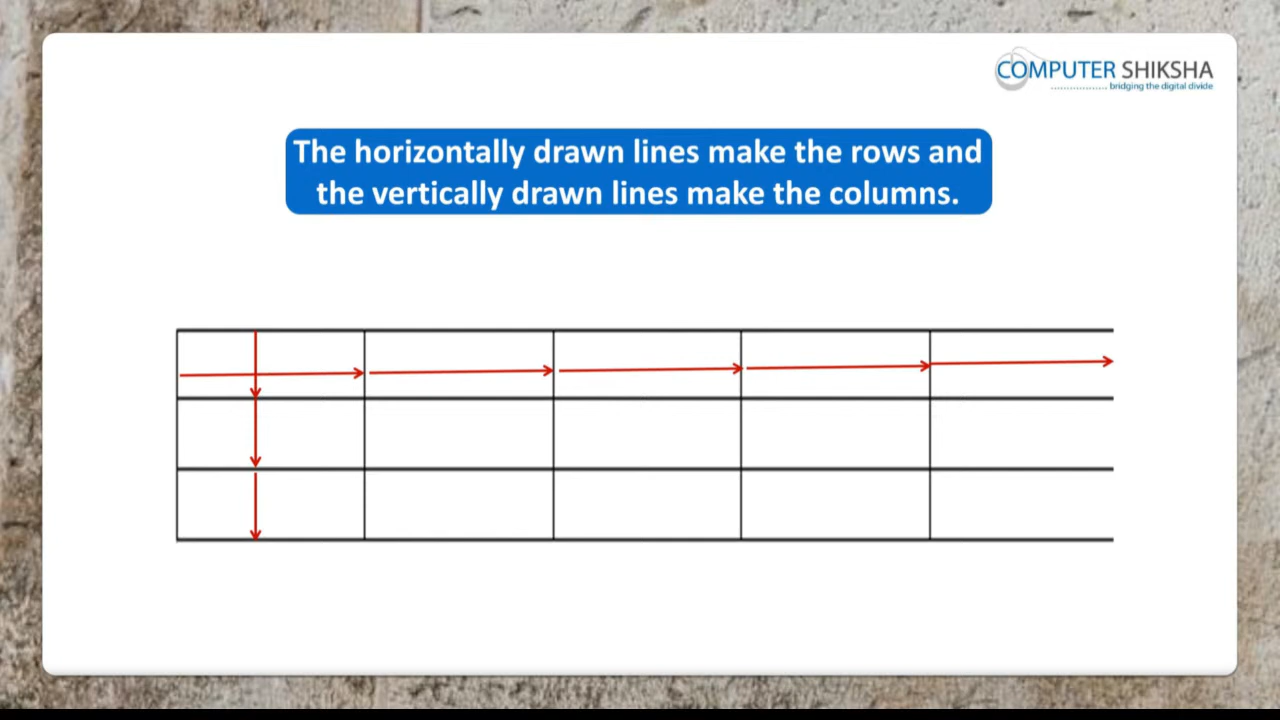 COMPUTER SHIKSHA
bridging the digital divide
The horizontally drawn lines make the rows and
the vertically drawn lines make the columns.